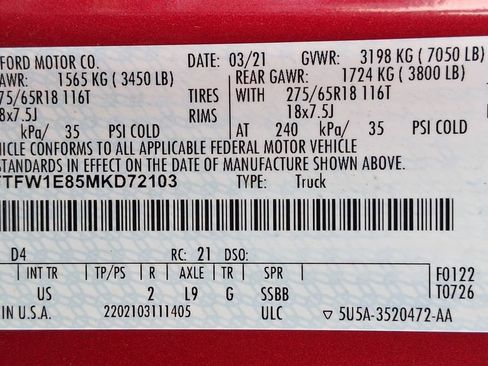 FORD MOTOR CO. DATE: 03/21 GVWR: 3198 KG ( 7050 LB)
GAWR: 1565 KG ( 3450 LB) REAR GAWR: 1724 KG ( 3800 LB)
275/65R18 116T TIRES WITH 275/65R18 116T
18x7.5J RIMS 18x7.5J
kPa/ 35 PSI COLD AT 240 kPa/ 35 PSI COLD
VEHICLE CONFORMS TO ALL APPLICABLE FEDERAL MOTOR VEHICLE
STANDARDS IN EFFECT ON THE DATE OF MANUFACTURE SHOWN ABOVE.
FTFW1E85MKD72103 TYPE: Truck
D4 RC: 21 DSO:
INT TR TP/PS R AXLE TR SPR F0122
US 2 L9 G SSBB T0726
IN U.S.A. 2202103111405 ULC ▽ 5U5A-3520472-AA